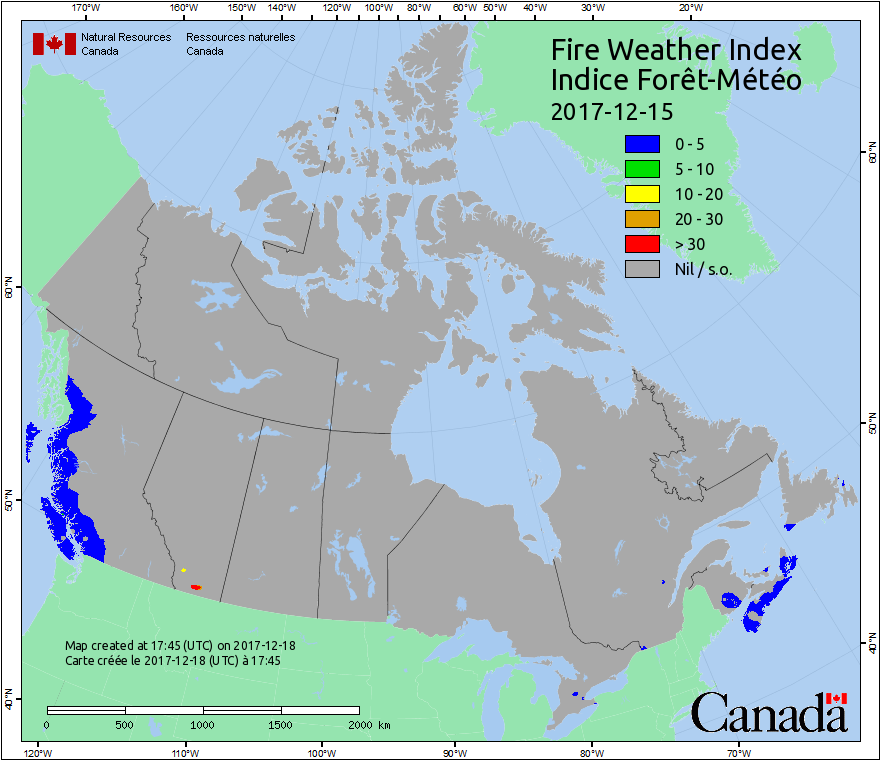 170°W 160°W 150°W 140°W 120°W 100°W 80°W 60°W 50°W 40°W 30°W 20°W
Natural Resources Ressources naturelles
Canada Canada
Fire Weather Index
Indice Forêt-Météo
2017-12-15
0 - 5
5 - 10
10 - 20
20 - 30
> 30
Nil / s.o.
60°N
60°N
50°N
50°N
40°N
40°N
Map created at 17:45 (UTC) on 2017-12-18
Carte créée le 2017-12-18 (UTC) à 17:45
0 500 1000 1500 2000 km
Canada
120°W 110°W 100°W 90°W 80°W 70°W